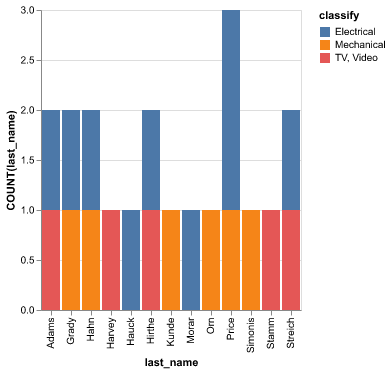 classify
Electrical
Mechanical
TV, Video
3.0
2.5
2.0
1.5
1.0
0.5
0.0
COUNT(last_name)
Adams
Grady
Hahn
Harvey
Hauck
Hirthe
Kunde
Morar
Orn
Price
Simonis
Stamm
Streich
last_name